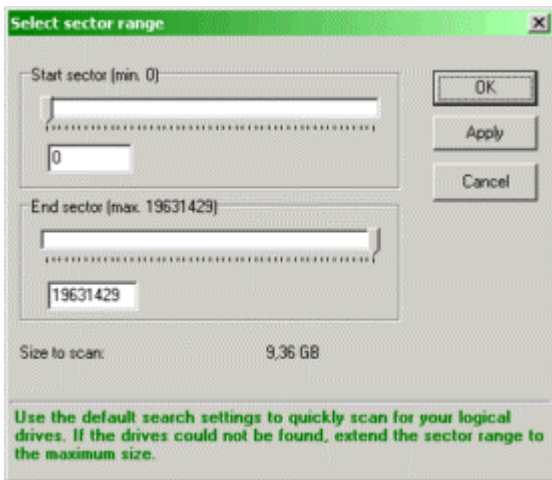 Select sector range
Start sector (min. 0)
OK
0
Apply
Cancel
End sector (max. 19631429)
19631429
Size to scan: 9,36 GB
Use the default search settings to quickly scan for your logical
drives. If the drives could not be found, extend the sector range to
the maximum size.